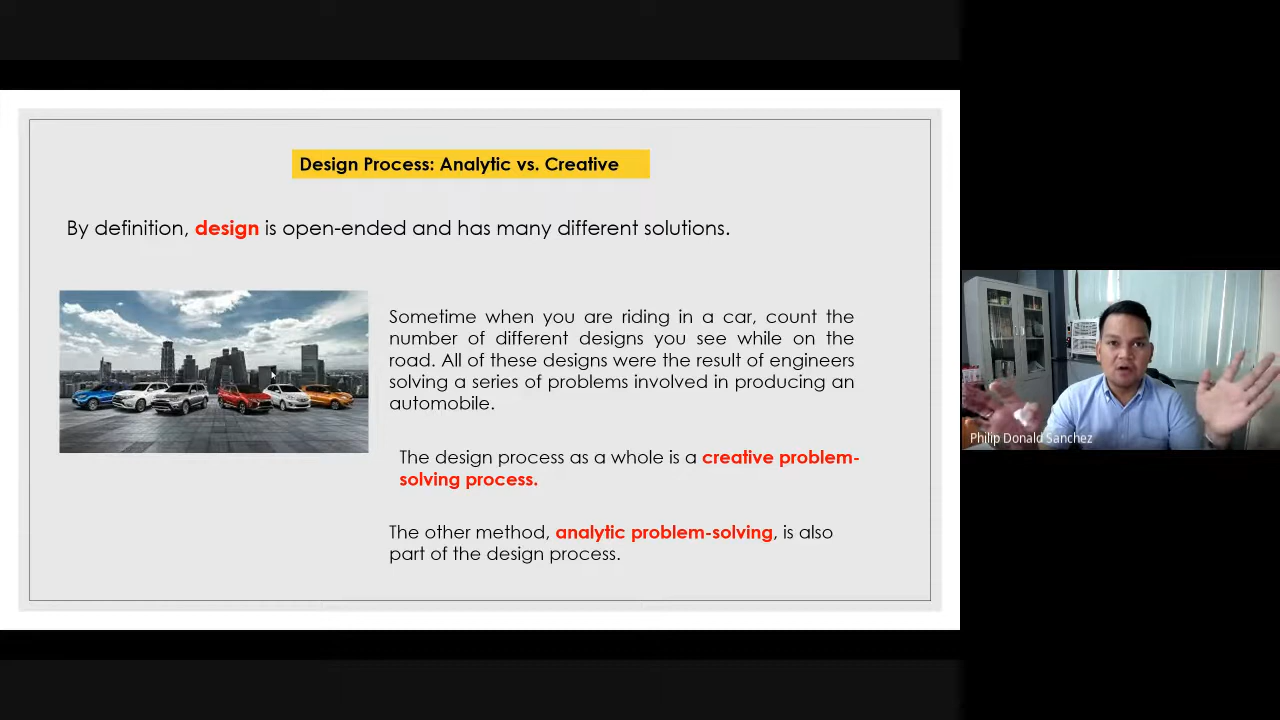 Design Process: Analytic vs. Creative
By definition, design is open-ended and has many different solutions.
Sometime when you are riding in a car, count the
number of different designs you see while on the
road. All of these designs were the result of engineers
solving a series of problems involved in producing an
automobile.
The design process as a whole is a creative problem-
solving process.
The other method, analytic problem-solving, is also
part of the design process.
Philip Donald Sanchez